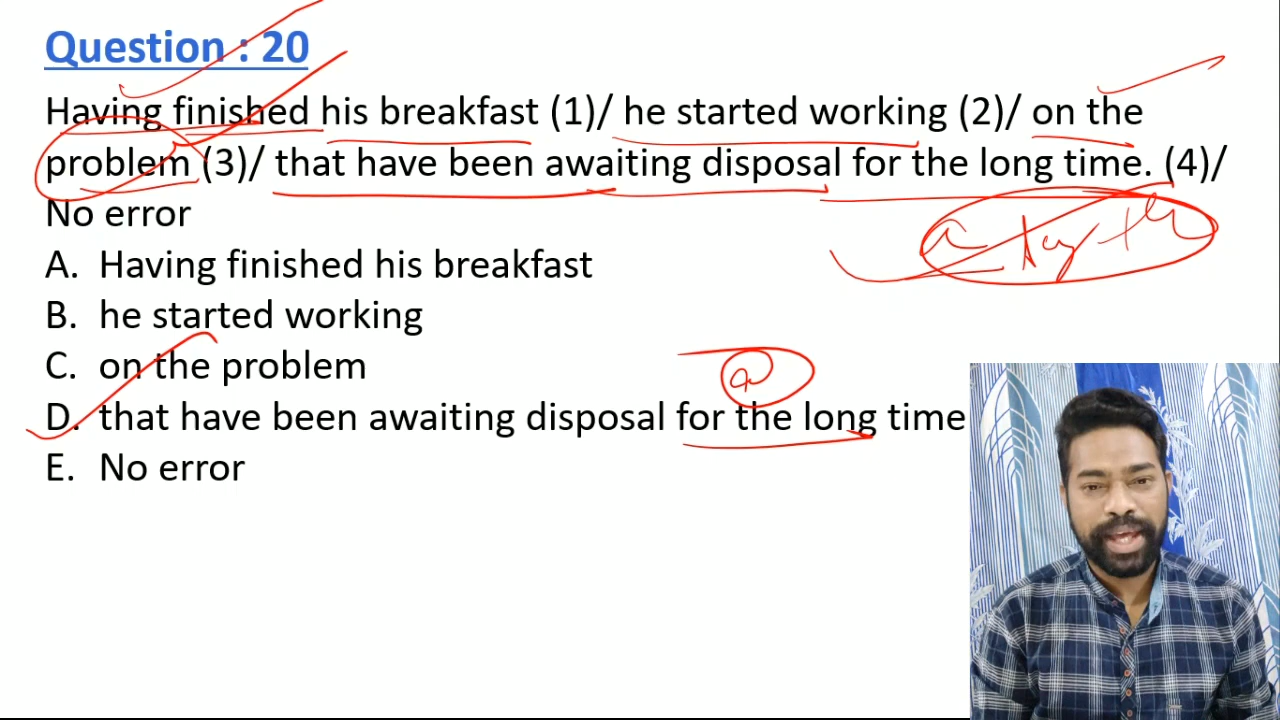 Question : 20
Having finished his breakfast (1)/ he started working (2)/ on the
problem (3)/ that have been awaiting disposal for the long time. (4)/
No error
A. Having finished his breakfast
B. he started working
C. on the problem
a
D. that have been awaiting disposal for the long time
E. No error